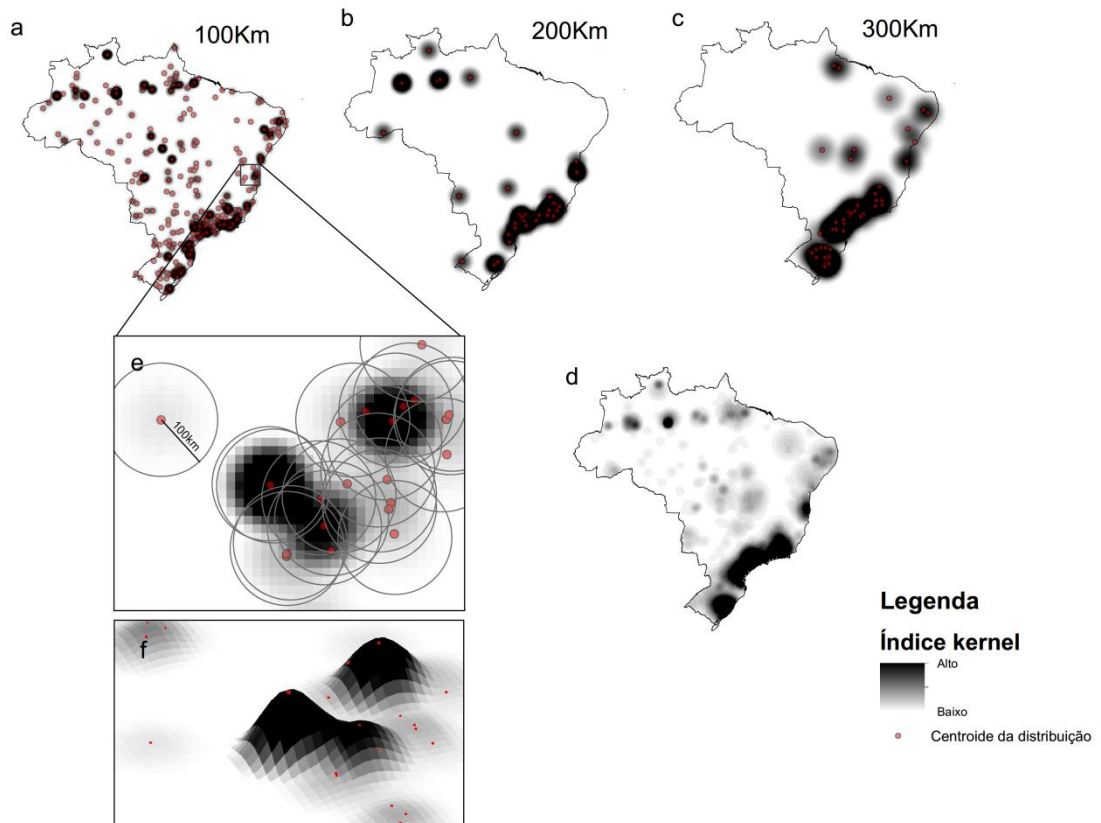 a
100Km
b
200Km
c
300Km
e
100km
d
f
Legenda
Índice kernel
Alto
Baixo
Centroide da distribuição